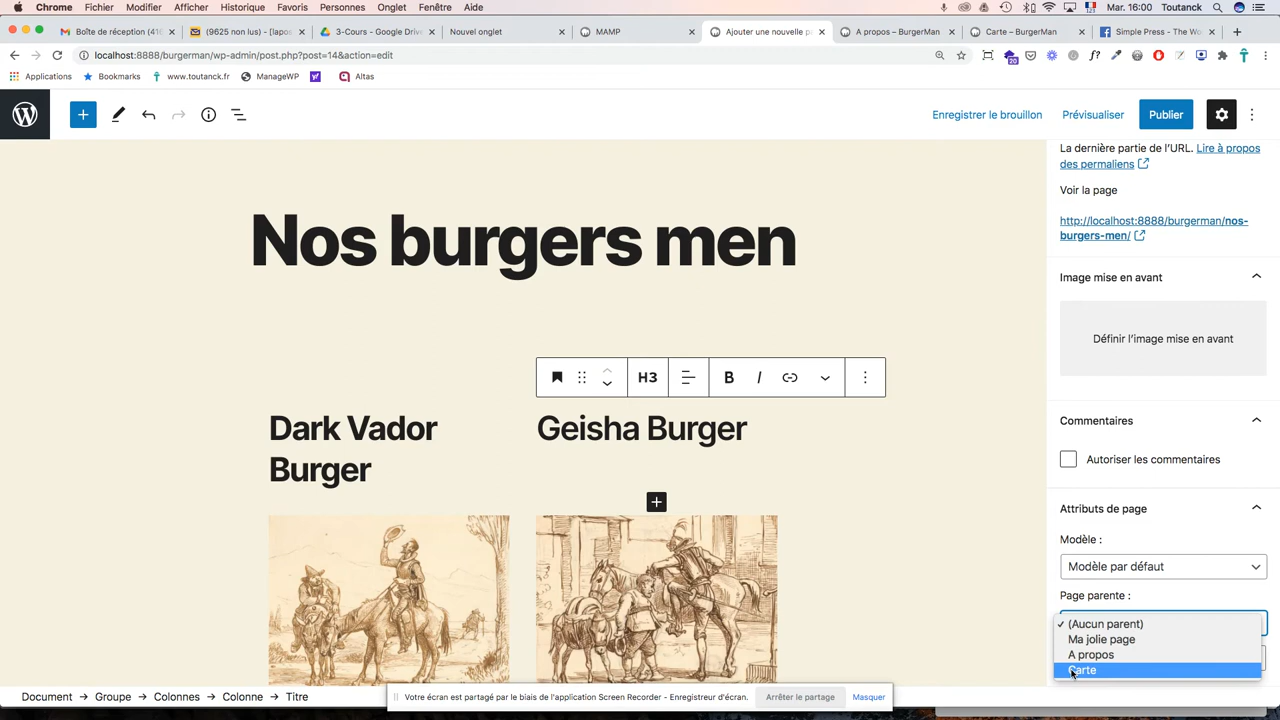 Chrome Fichier Modifier Afficher Historique Favoris Personnes Onglet Fenêtre Aide Mar. 16:00 Toutanck
Boîte de réception (416 (9625 non lus) - [lapos 3-Cours - Google Drive Nouvel onglet MAMP Ajouter une nouvelle p A propos – BurgerMan Carte – BurgerMan Simple Press - The Wo
localhost:8888/burgerman/wp-admin/post.php?post=14&action=edit
20
Applications Bookmarks www.toutanck.fr ManageWP Altas
Enregistrer le brouillon Prévisualiser Publier
La dernière partie de l’URL. Lire à propos
des permaliens
Voir la page
http://localhost:8888/burgerman/nos-
burgers-men/
Nos burgers men
Image mise en avant
Définir l’image mise en avant
H3 B I
Commentaires
Autoriser les commentaires
Dark Vador
Burger
Geisha Burger
Attributs de page
Modèle :
Modèle par défaut
Page parente :
(Aucun parent)
Ma jolie page
A propos
Carte
Document → Groupe → Colonnes → Colonne → Titre
Votre écran est partagé par le biais de l'application Screen Recorder - Enregistreur d'écran. Arrêter le partage Masquer